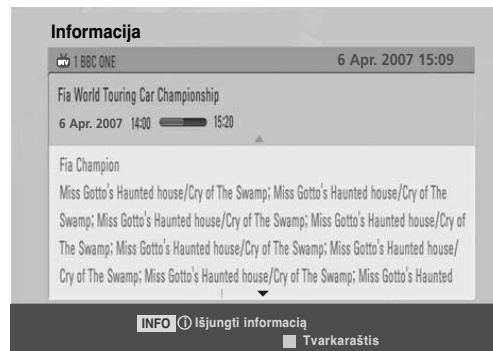 Informacija
DTV 1 BBC ONE 6 Apr. 2007 15:09
Fia World Touring Car Championship
6 Apr. 2007 14:00 15:20
Fia Champion
Miss Gotto's Haunted house/Cry of The Swamp; Miss Gotto's Haunted house/Cry of The
Swamp; Miss Gotto's Haunted house/Cry of The Swamp; Miss Gotto's Haunted house/Cry of
The Swamp; Miss Gotto's Haunted house/Cry of The Swamp; Miss Gotto's Haunted house/
Cry of The Swamp; Miss Gotto's Haunted house/Cry of The Swamp; Miss Gotto's Haunted
INFO i Išjungti informacią
Tvarkaraštis